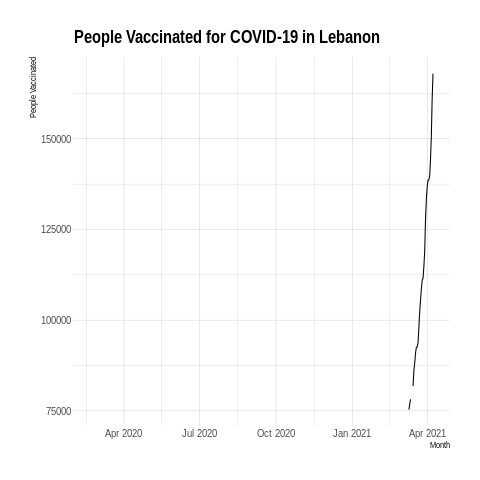 People Vaccinated for COVID-19 in Lebanon
People Vaccinated
150000
125000
100000
75000
Apr 2020 Jul 2020 Oct 2020 Jan 2021 Apr 2021
Month